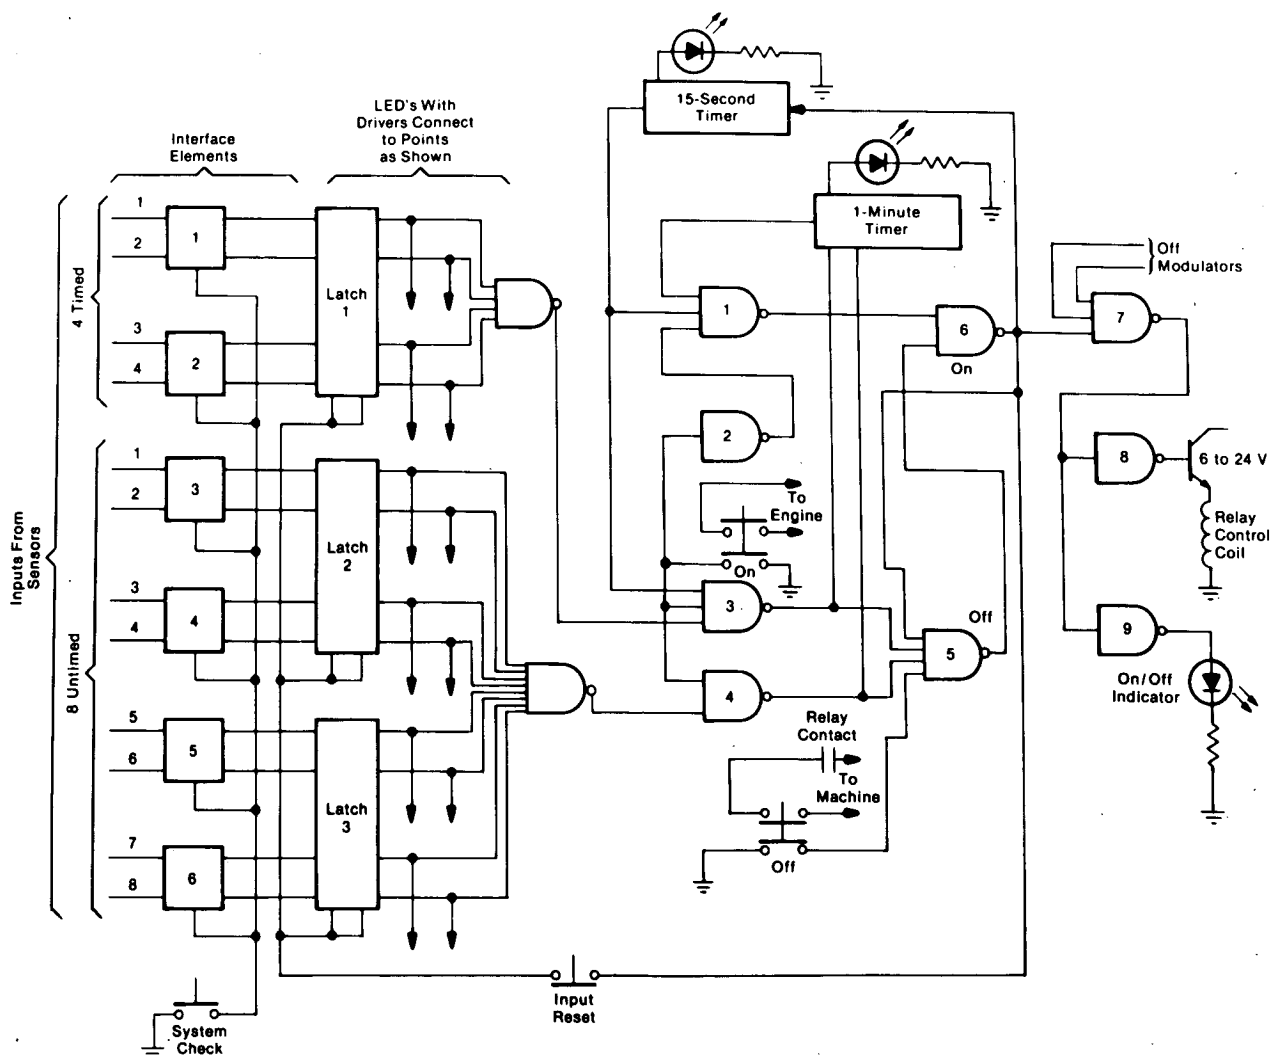 LED's With
Drivers Connect
to Points
as Shown
Interface
Elements
15-Second
Timer
1-Minute
Timer
Inputs From
Sensors
4 Timed
8 Untimed
1
2
3
4
1
2
3
4
5
6
7
8
1
2
3
4
5
6
Latch
1
Latch
2
Latch
3
1
2
To
Engine
On
3
4
5
Off
6
On
Relay
Contact
To
Machine
Off
Off
Modulators
7
8
6 to 24 V
Relay
Control
Coil
9
On/Off
Indicator
Input
Reset
System
Check